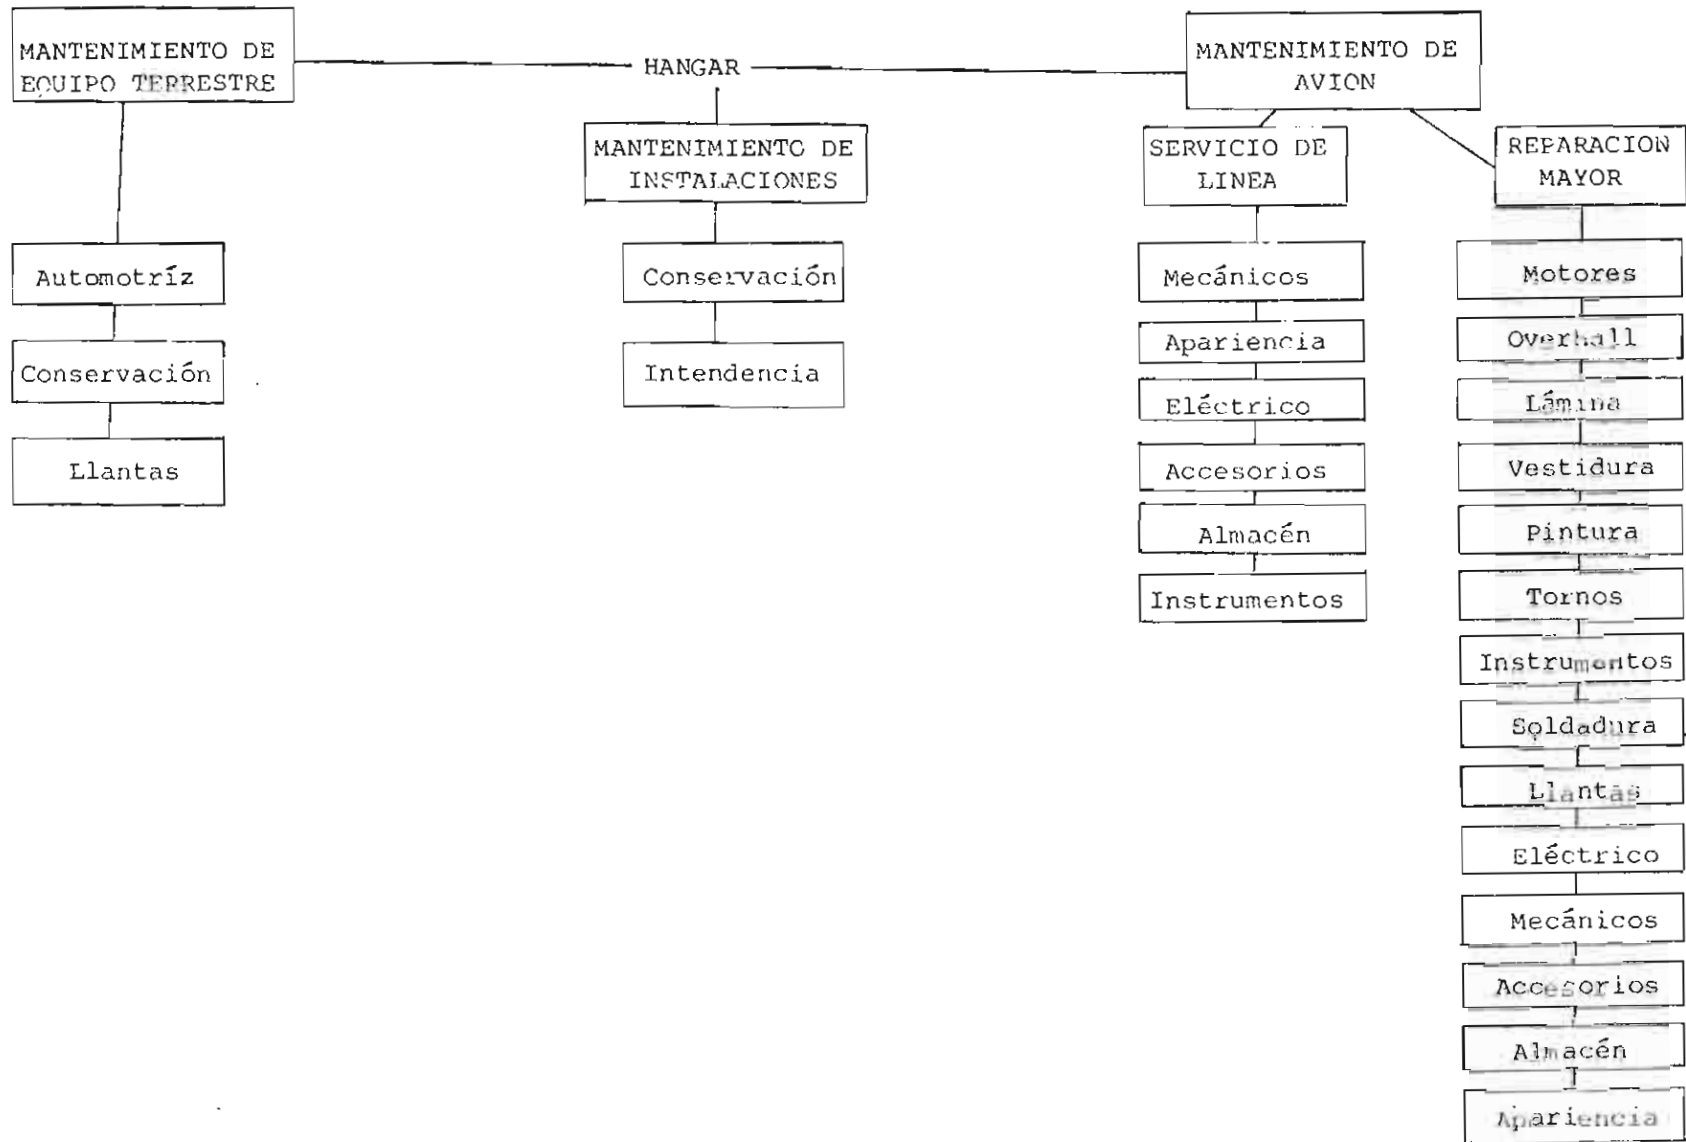 MANTENIMIENTO DE
EQUIPO TERRESTRE
HANGAR
MANTENIMIENTO DE
AVION
MANTENIMIENTO DE
INSTALACIONES
SERVICIO DE
LINEA
REPARACION
MAYOR
Automotríz
Conservación
Llantas
Conservación
Intendencia
Mecánicos
Apariencia
Eléctrico
Accesorios
Almacén
Instrumentos
Motores
Overhall
Lámina
Vestidura
Pintura
Tornos
Instrumentos
Soldadura
Llantas
Eléctrico
Mecánicos
Accesorios
Almacén
Apariencia